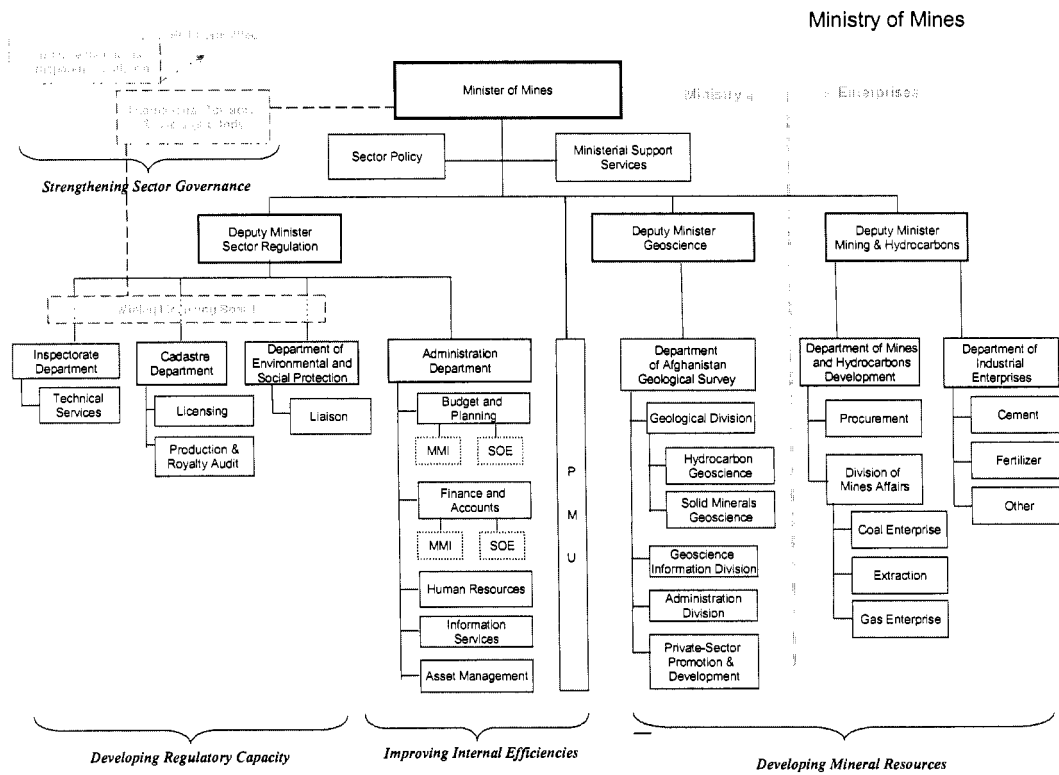 Ministry of Mines
Minister of Mines
Ministry
Enterprises
Sector Policy
Ministerial Support
Services
Strengthening Sector Governance
Deputy Minister
Sector Regulation
Deputy Minister
Geoscience
Deputy Minister
Mining & Hydrocarbons
Inspectorate
Department
Technical
Services
Cadastre
Department
Licensing
Production &
Royalty Audit
Department of
Environmental and
Social Protection
Liaison
Administration
Department
Budget and
Planning
MMI
SOE
Finance and
Accounts
MMI
SOE
Human Resources
Information
Services
Asset Management
P
M
U
Department
of Afghanistan
Geological Survey
Geological Division
Hydrocarbon
Geoscience
Solid Minerals
Geoscience
Geoscience
Information Division
Administration
Division
Private-Sector
Promotion &
Development
Department of Mines
and Hydrocarbons
Development
Procurement
Division of
Mines Affairs
Coal Enterprise
Extraction
Gas Enterprise
Department of
Industrial
Enterprises
Cement
Fertilizer
Other
Developing Regulatory Capacity
Improving Internal Efficiencies
Developing Mineral Resources